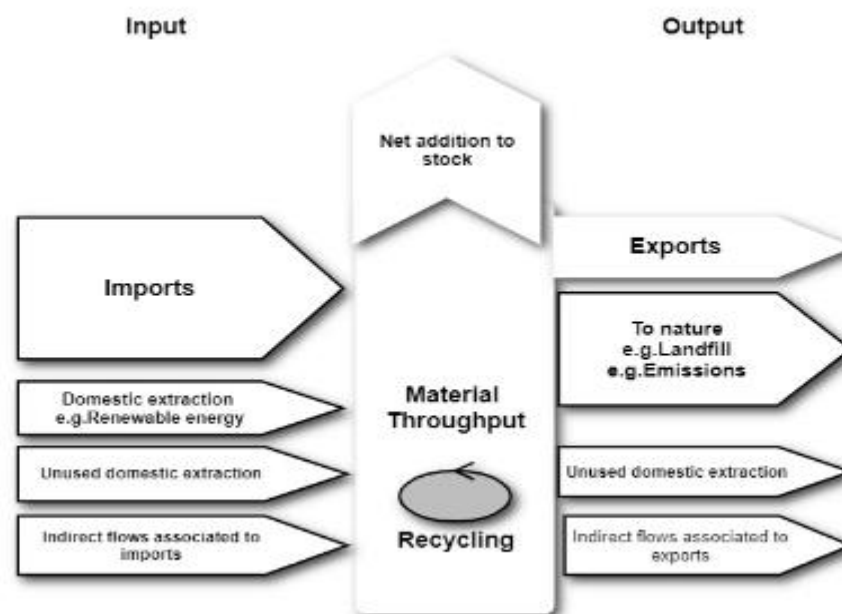 Input
Output
Net addition to
stock
Imports
Exports
To nature
e.g.Landfill
e.g.Emissions
Domestic extraction
e.g.Renewable energy
Material
Throughput
Unused domestic extraction
Unused domestic extraction
Recycling
Indirect flows associated to
imports
Indirect flows associated to
exports